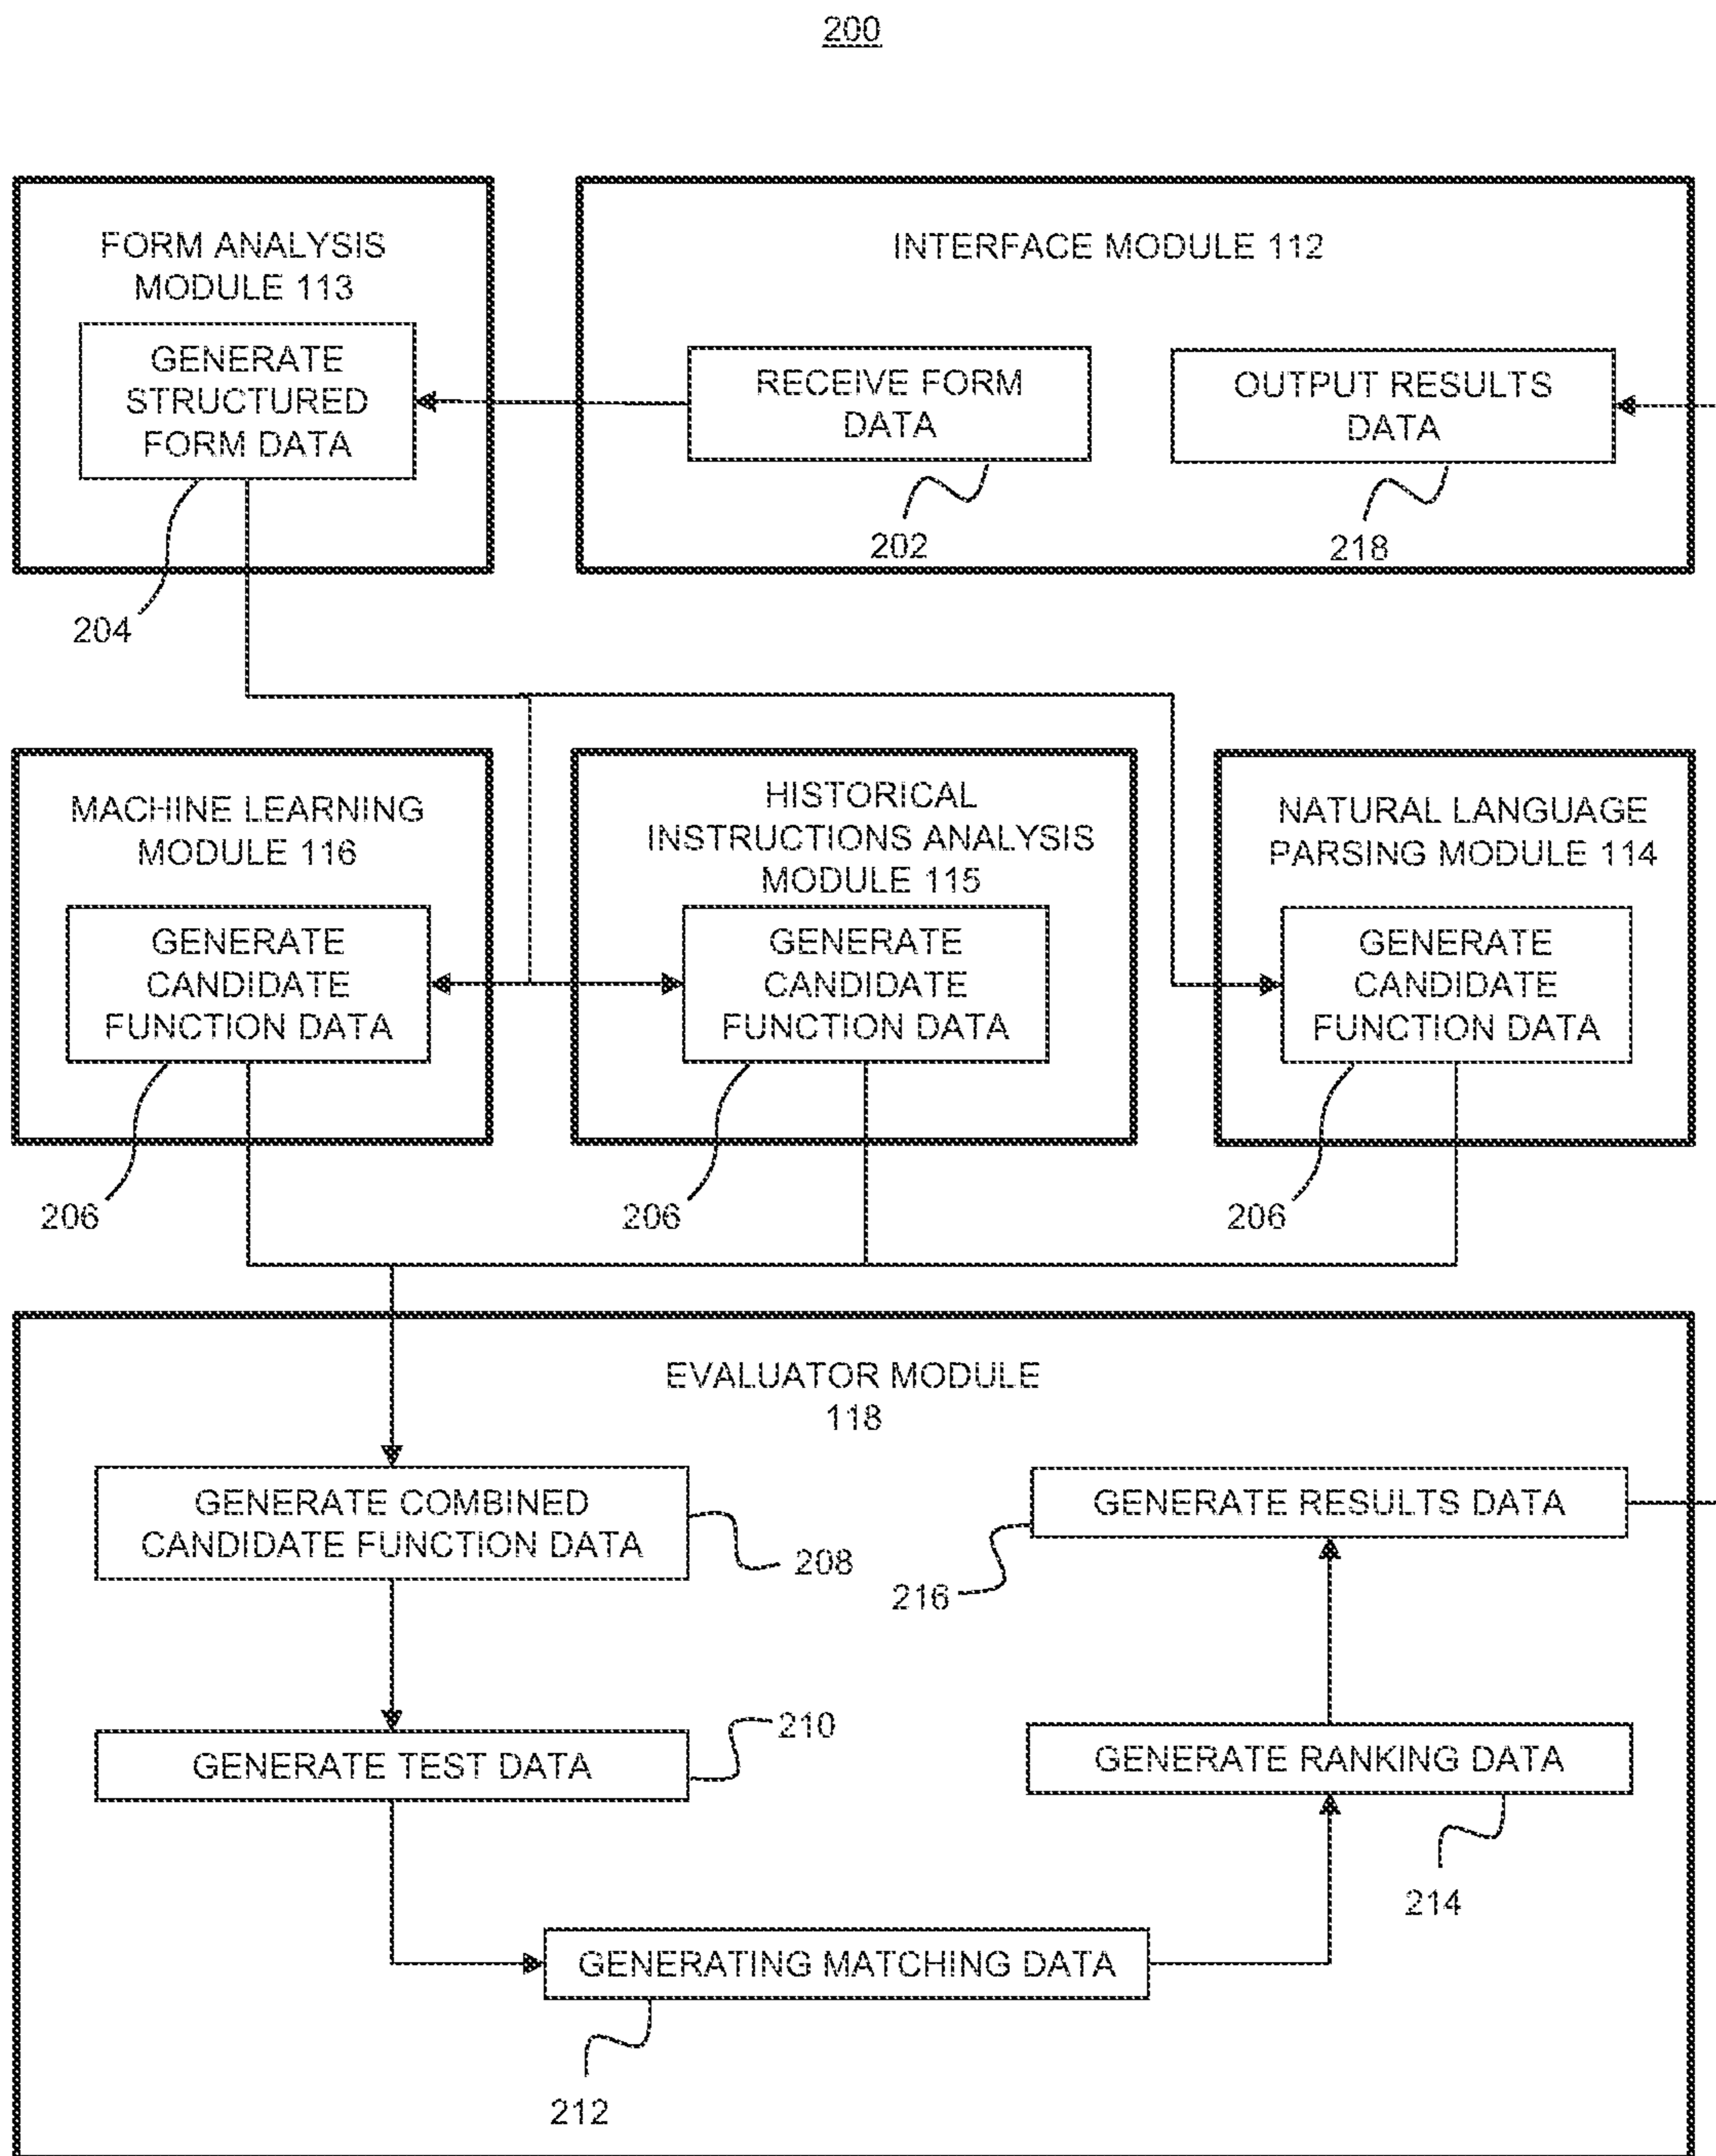 200
FORM ANALYSIS
MODULE 113
GENERATE
STRUCTURED
FORM DATA
204
INTERFACE MODULE 112
RECEIVE FORM
DATA
202
OUTPUT RESULTS
DATA
218
MACHINE LEARNING
MODULE 116
GENERATE
CANDIDATE
FUNCTION DATA
206
HISTORICAL
INSTRUCTIONS ANALYSIS
MODULE 115
GENERATE
CANDIDATE
FUNCTION DATA
206
NATURAL LANGUAGE
PARSING MODULE 114
GENERATE
CANDIDATE
FUNCTION DATA
206
EVALUATOR MODULE
118
GENERATE COMBINED
CANDIDATE FUNCTION DATA
208
GENERATE RESULTS DATA
216
GENERATE TEST DATA
210
GENERATE RANKING DATA
214
GENERATING MATCHING DATA
212